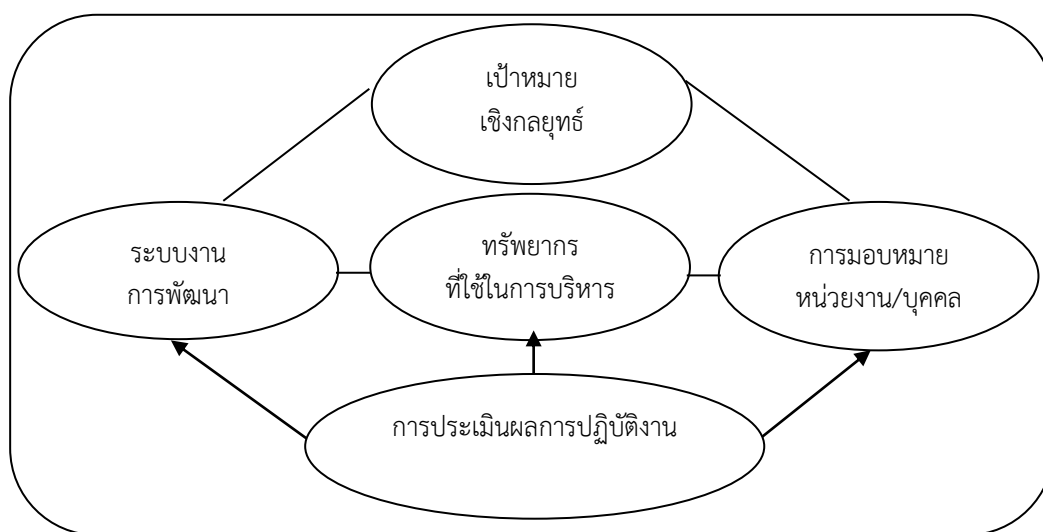 เป้าหมาย
เชิงกลยุทธ์
ระบบงาน
การพัฒนา
ทรัพยากร
ที่ใช้ในการบริหาร
การมอบหมาย
หน่วยงาน/บุคคล
การประเมินผลการปฏิบัติงาน